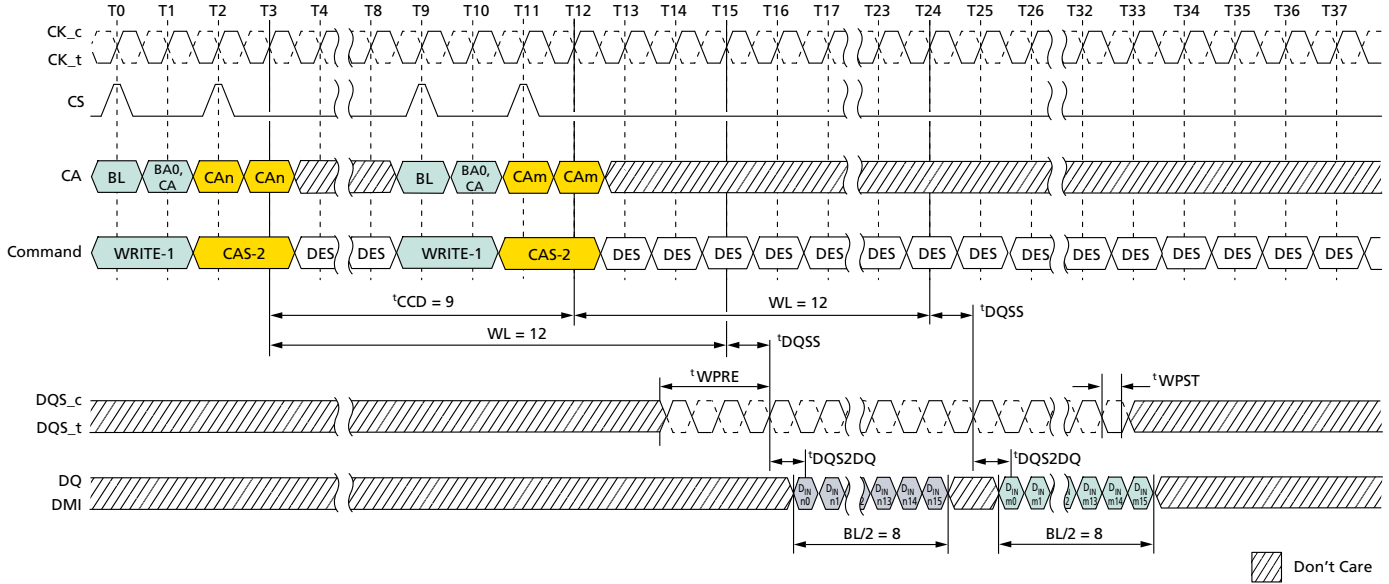 T0 T1 T2 T3 T4 T8 T9 T10 T11 T12 T13 T14 T15 T16 T17 T23 T24 T25 T26 T32 T33 T34 T35 T36 T37
CK_c
CK_t
CS
CA BL BA0, CA CAn CAn BL BA0, CA CAm CAm
Command WRITE-1 CAS-2 DES DES WRITE-1 CAS-2 DES DES DES DES DES DES DES DES DES DES DES DES DES DES DES
tCCD = 9 WL = 12 tDQSS
WL = 12 tDQSS
tWPRE tWPST
DQS_c
DQS_t
tDQS2DQ tDQS2DQ
DQ
DMI
DIN n0 DIN n1 DIN n13 DIN n14 DIN n15 DIN m0 DIN m1 DIN m13 DIN m14 DIN m15
BL/2 = 8 BL/2 = 8
Don't Care